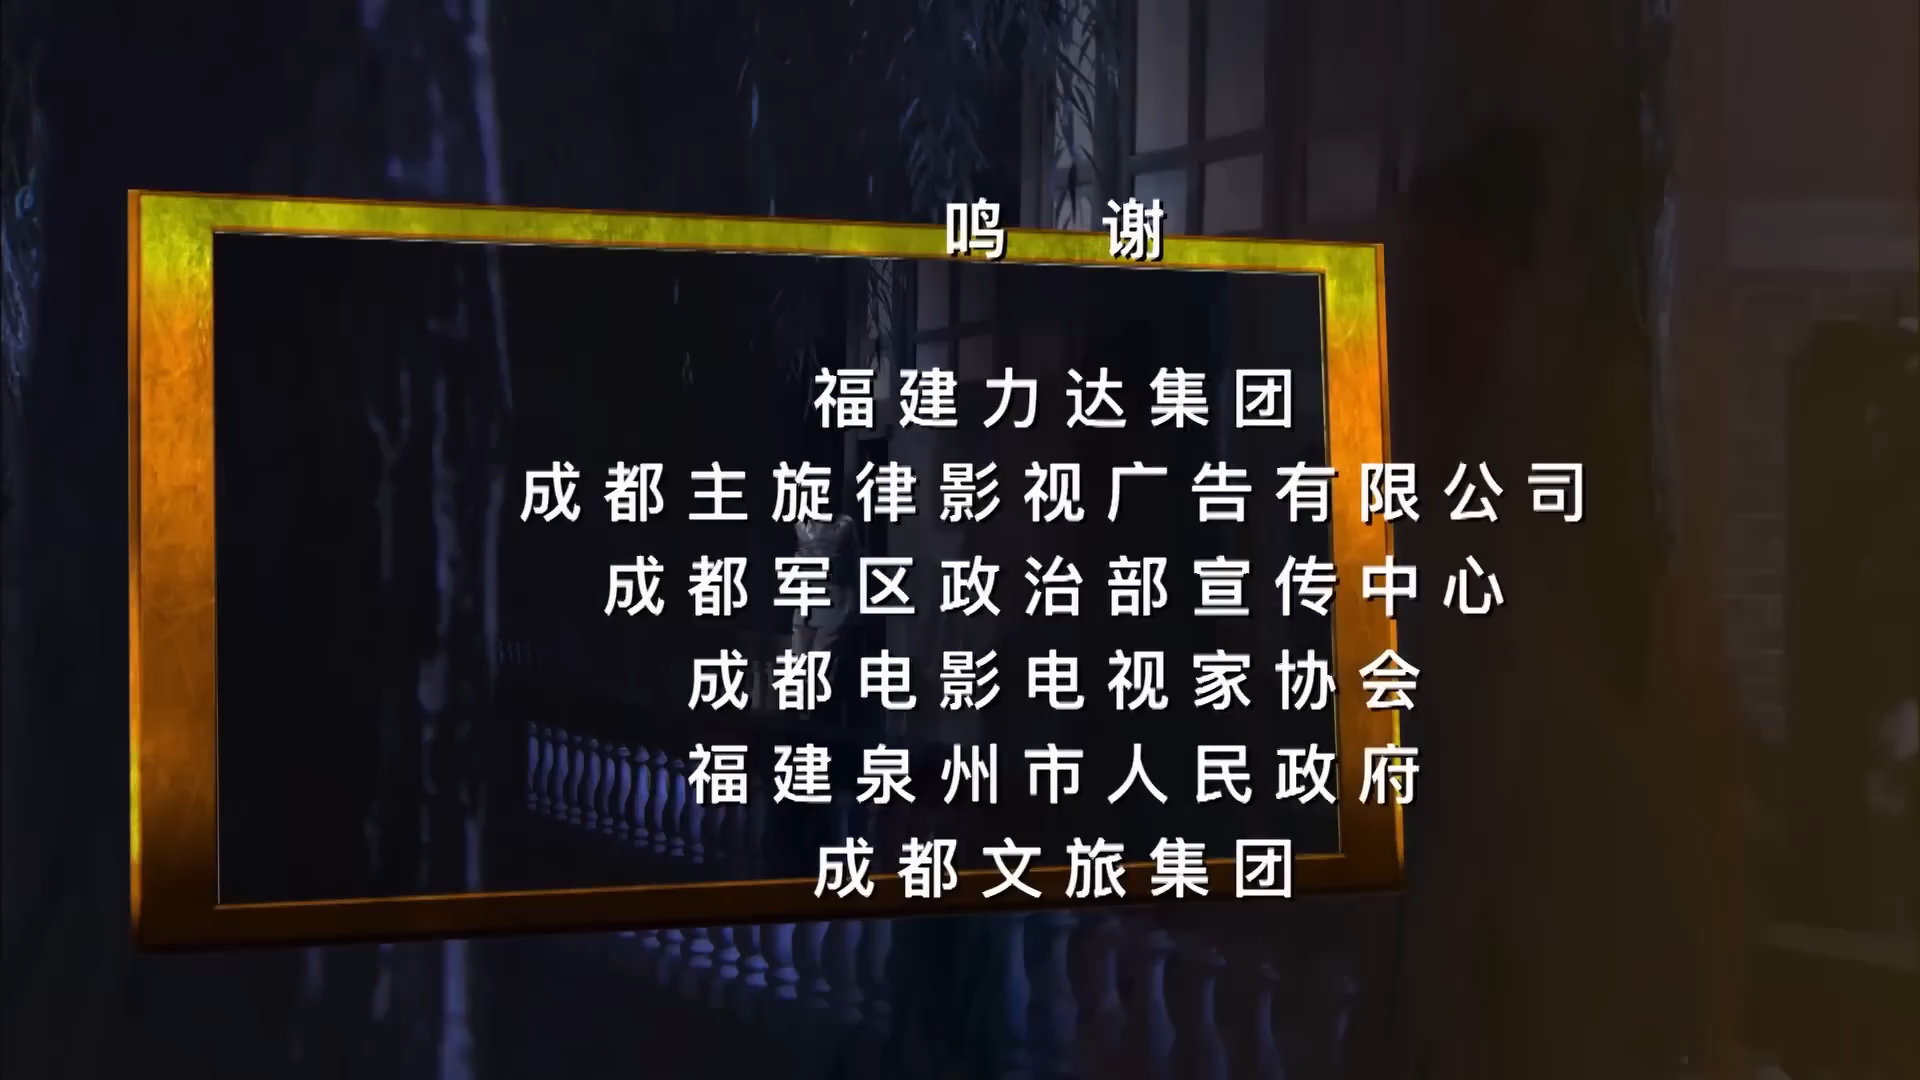 鸣 谢
福建力达集团
成都主旋律影视广告有限公司
成都军区政治部宣传中心
成都电影电视家协会
福建泉州市人民政府
成都文旅集团